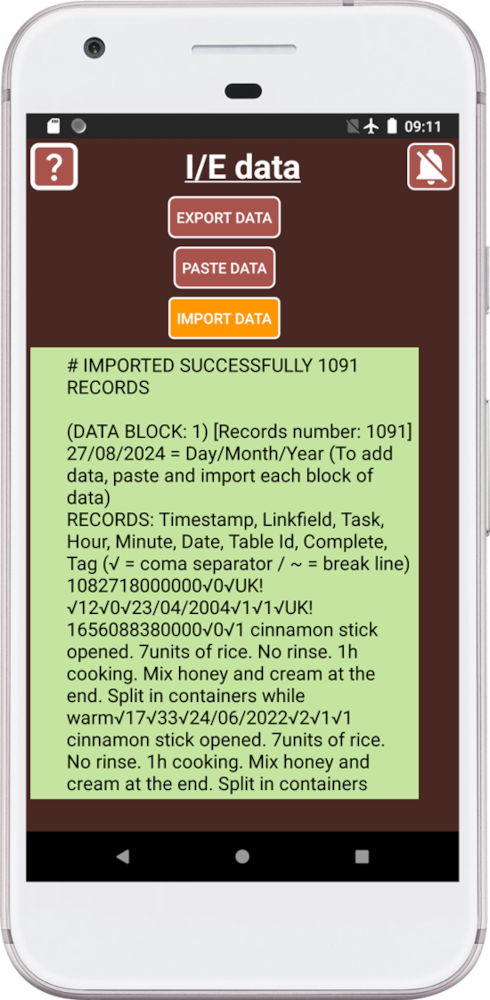 09:11
?
I/E data
EXPORT DATA
PASTE DATA
IMPORT DATA
# IMPORTED SUCCESSFULLY 1091
RECORDS
(DATA BLOCK: 1) [Records number: 1091]
27/08/2024 = Day/Month/Year (To add
data, paste and import each block of
data)
RECORDS: Timestamp, Linkfield, Task,
Hour, Minute, Date, Table Id, Complete,
Tag (√ = coma separator / ~ = break line)
1082718000000√0√UK!
√12√0√23/04/2004√1√1√UK!
1656088380000√0√1 cinnamon stick
opened. 7units of rice. No rinse. 1h
cooking. Mix honey and cream at the
end. Split in containers while
warm√17√33√24/06/2022√2√1√1
cinnamon stick opened. 7units of rice.
No rinse. 1h cooking. Mix honey and
cream at the end. Split in containers